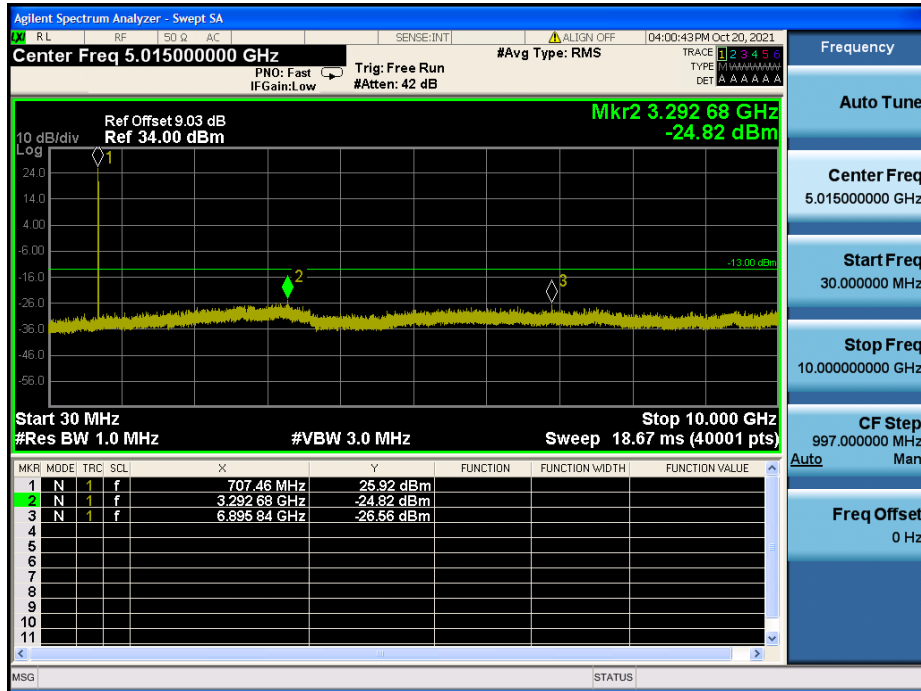 Agilent Spectrum Analyzer - Swept SA
LXI RL RF 50 Ω AC SENSE:INT ALIGN OFF 04:00:43 PM Oct 20, 2021
Center Freq 5.015000000 GHz
PNO: Fast
IFGain:Low
Trig: Free Run
#Atten: 42 dB
#Avg Type: RMS
TRACE 1 2 3 4 5 6
TYPE M WWWWW
DET A A A A A A
Mkr2 3.292 68 GHz
-24.82 dBm
Ref Offset 9.03 dB
10 dB/div Ref 34.00 dBm
Log
1
24.0
14.0
4.00
-6.00
-13.00 dBm
-16.0
2
3
-26.0
-36.0
-46.0
-56.0
Start 30 MHz Stop 10.000 GHz
#Res BW 1.0 MHz #VBW 3.0 MHz Sweep 18.67 ms (40001 pts)
MKR MODE TRC SCL X Y FUNCTION FUNCTION WIDTH FUNCTION VALUE
1 N 1 f 707.46 MHz 25.92 dBm
2 N 1 f 3.292 68 GHz -24.82 dBm
3 N 1 f 6.895 84 GHz -26.56 dBm
4
5
6
7
8
9
10
11
MSG STATUS
Frequency
Auto Tune
Center Freq
5.015000000 GHz
Start Freq
30.000000 MHz
Stop Freq
10.000000000 GHz
CF Step
997.000000 MHz
Auto Man
Freq Offset
0 Hz